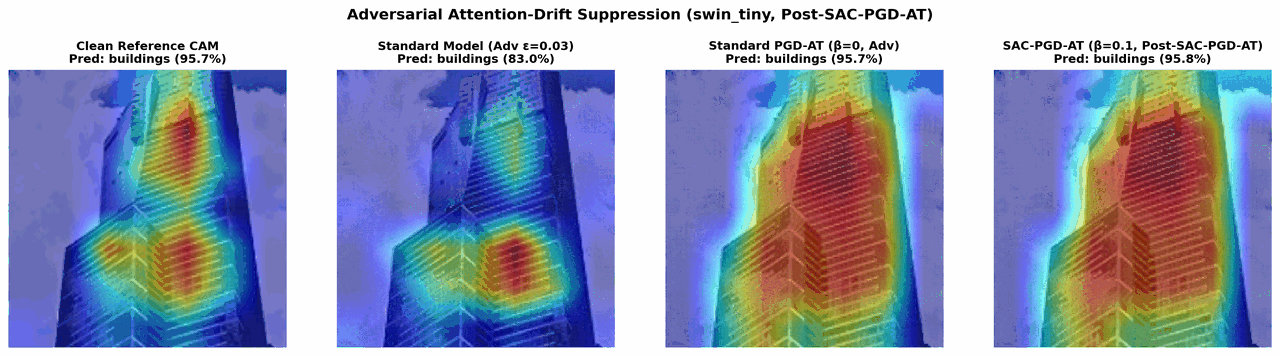 Adversarial Attention-Drift Suppression (swin_tiny, Post-SAC-PGD-AT)
Clean Reference CAM
Pred: buildings (95.7%)
Standard Model (Adv ε=0.03)
Pred: buildings (83.0%)
Standard PGD-AT (β=0, Adv)
Pred: buildings (95.7%)
SAC-PGD-AT (β=0.1, Post-SAC-PGD-AT)
Pred: buildings (95.8%)